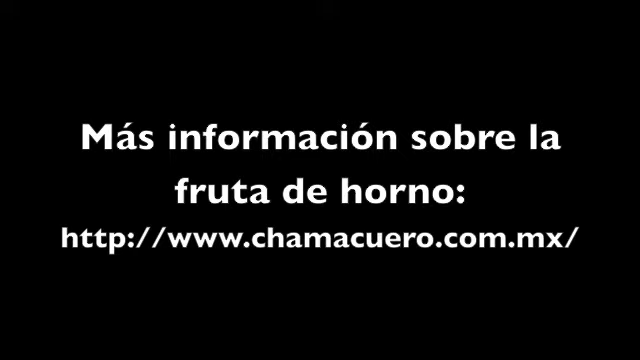 Más información sobre la
fruta de horno:
http://www.chamacuero.com.mx/